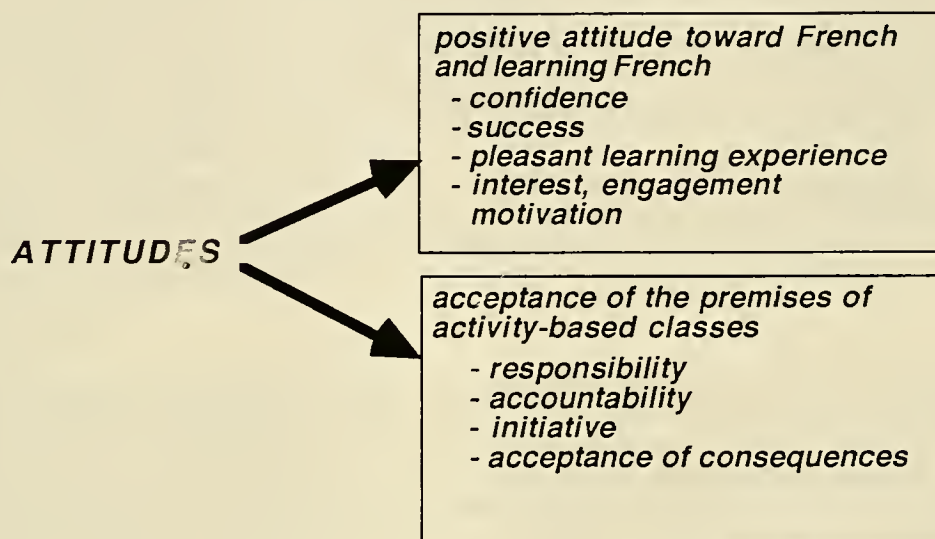 positive attitude toward French
and learning French
- confidence
- success
- pleasant learning experience
- interest, engagement
motivation
ATTITUDES
acceptance of the premises of
activity-based classes
- responsibility
- accountability
- initiative
- acceptance of consequences